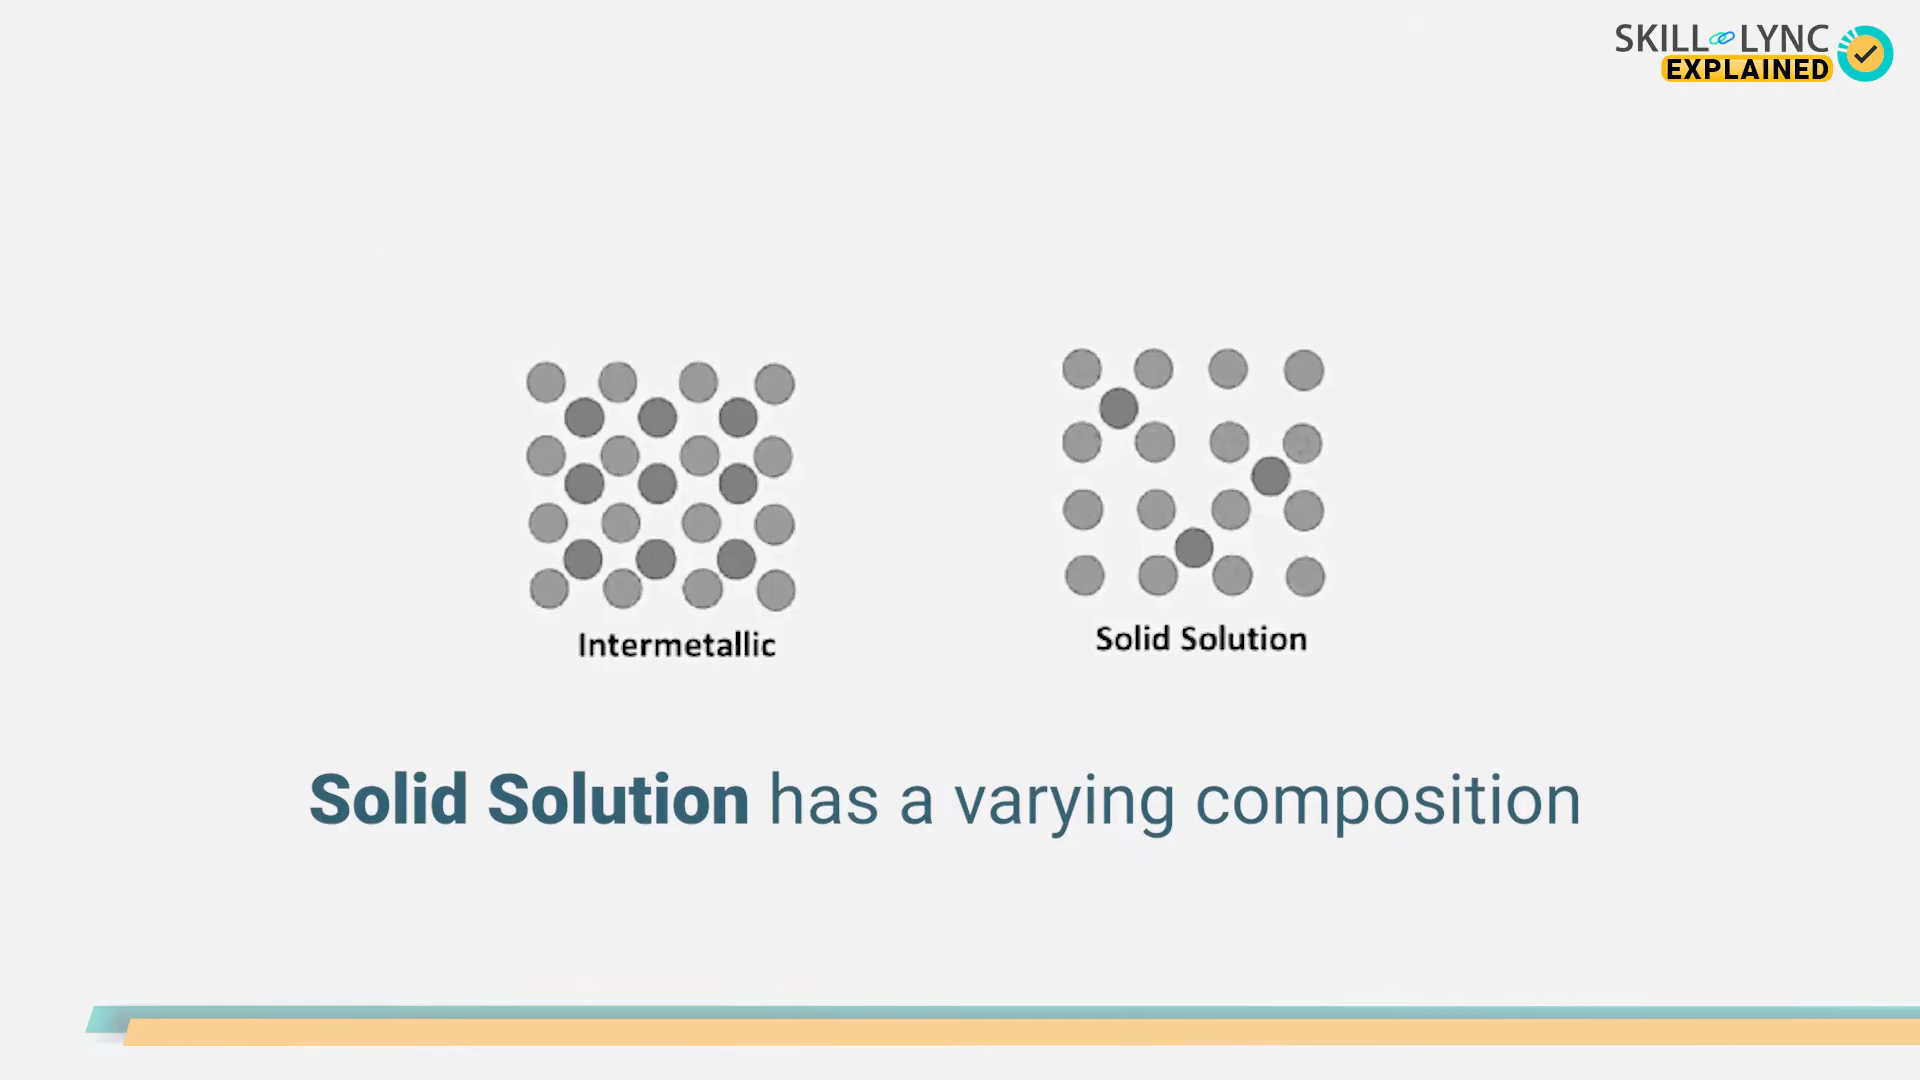 SKILL LYNC
EXPLAINED
Intermetallic
Solid Solution
Solid Solution has a varying composition